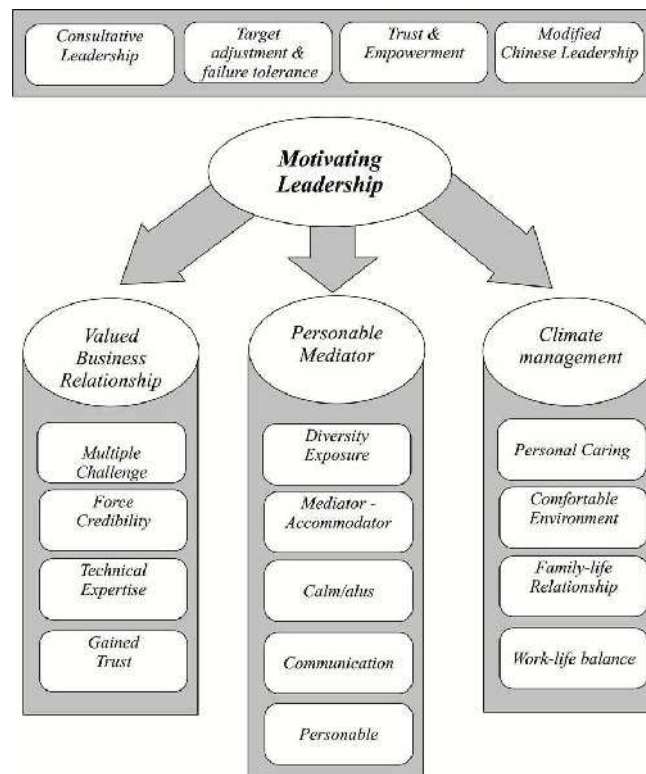 Consultative
Leadership
Target
adjustment &
failure tolerance
Trust &
Empowerment
Modified
Chinese Leadership
Motivating
Leadership
Valued
Business
Relationship
Multiple
Challenge
Force
Credibility
Technical
Expertise
Gained
Trust
Personable
Mediator
Diversity
Exposure
Mediator -
Accommodator
Calm/alus
Communication
Personable
Climate
management
Personal Caring
Comfortable
Environment
Family-life
Relationship
Work-life balance